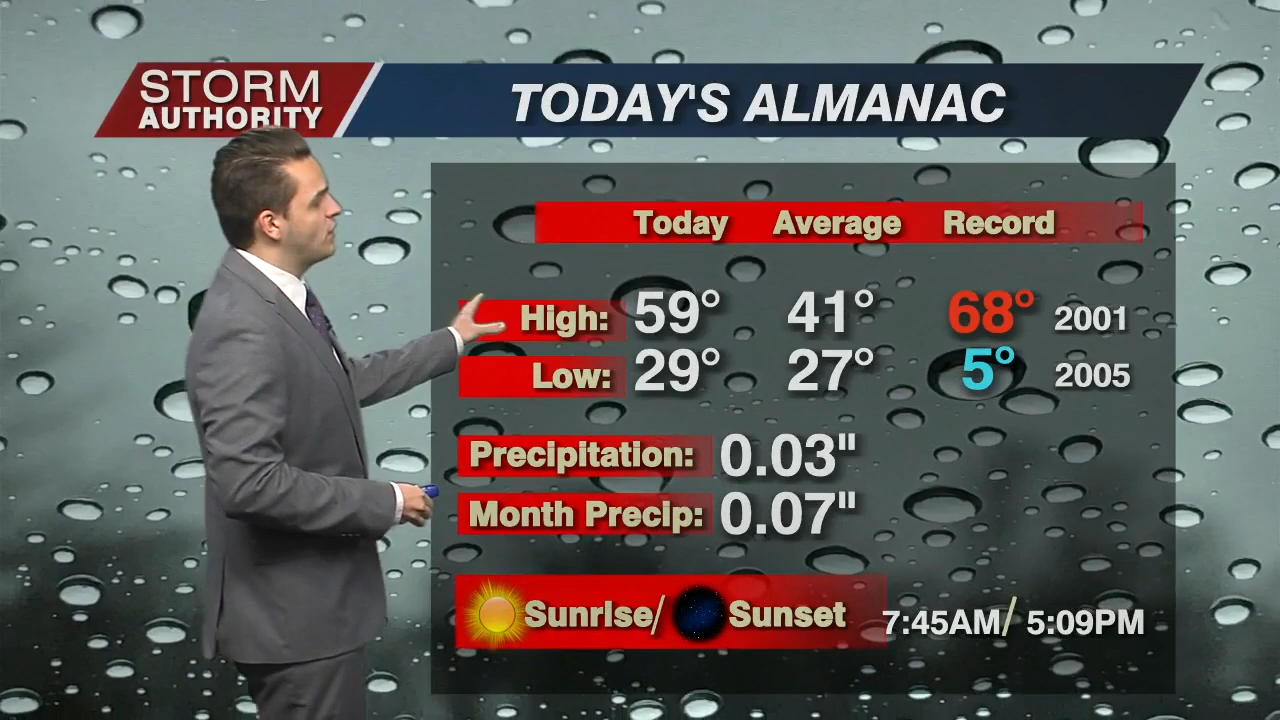 STORM
AUTHORITY
TODAY'S ALMANAC
Today Average Record
High: 59° 41° 68° 2001
Low: 29° 27° 5° 2005
Precipitation: 0.03"
Month Precip: 0.07"
Sunrise/ Sunset 7:45AM/ 5:09PM